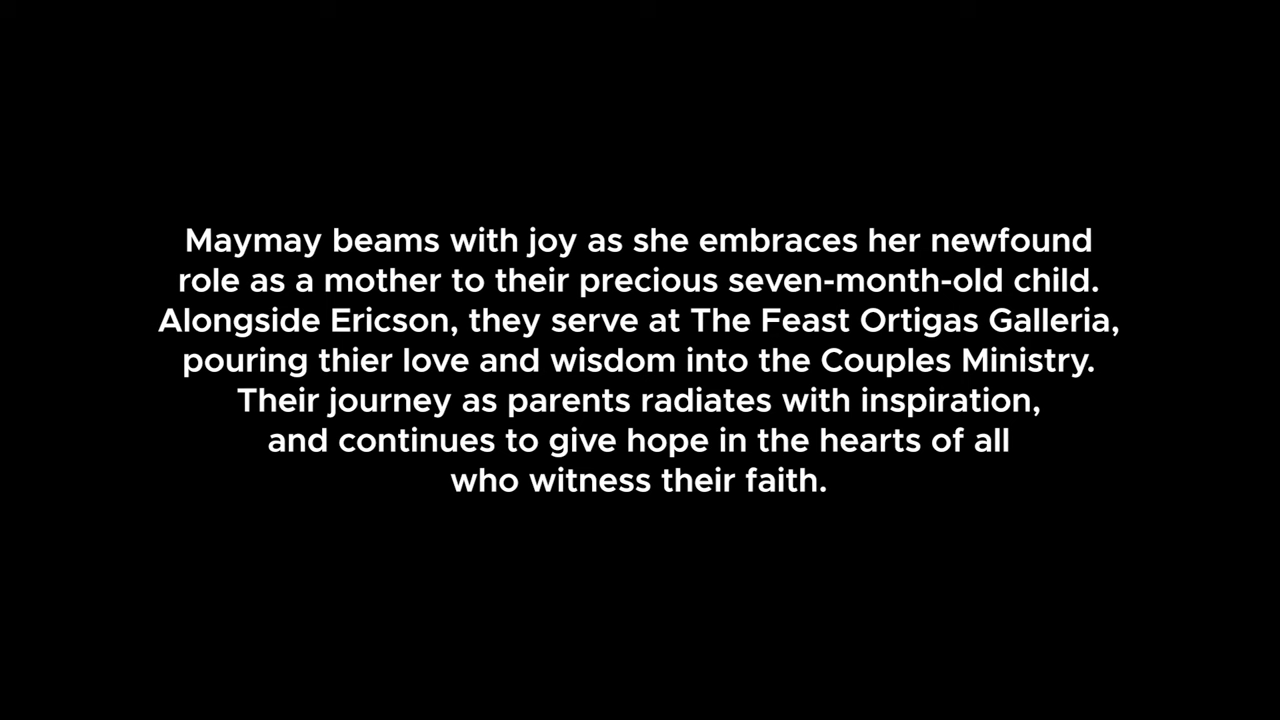 Maymay beams with joy as she embraces her newfound
role as a mother to their precious seven-month-old child.
Alongside Ericson, they serve at The Feast Ortigas Galleria,
pouring thier love and wisdom into the Couples Ministry.
Their journey as parents radiates with inspiration,
and continues to give hope in the hearts of all
who witness their faith.